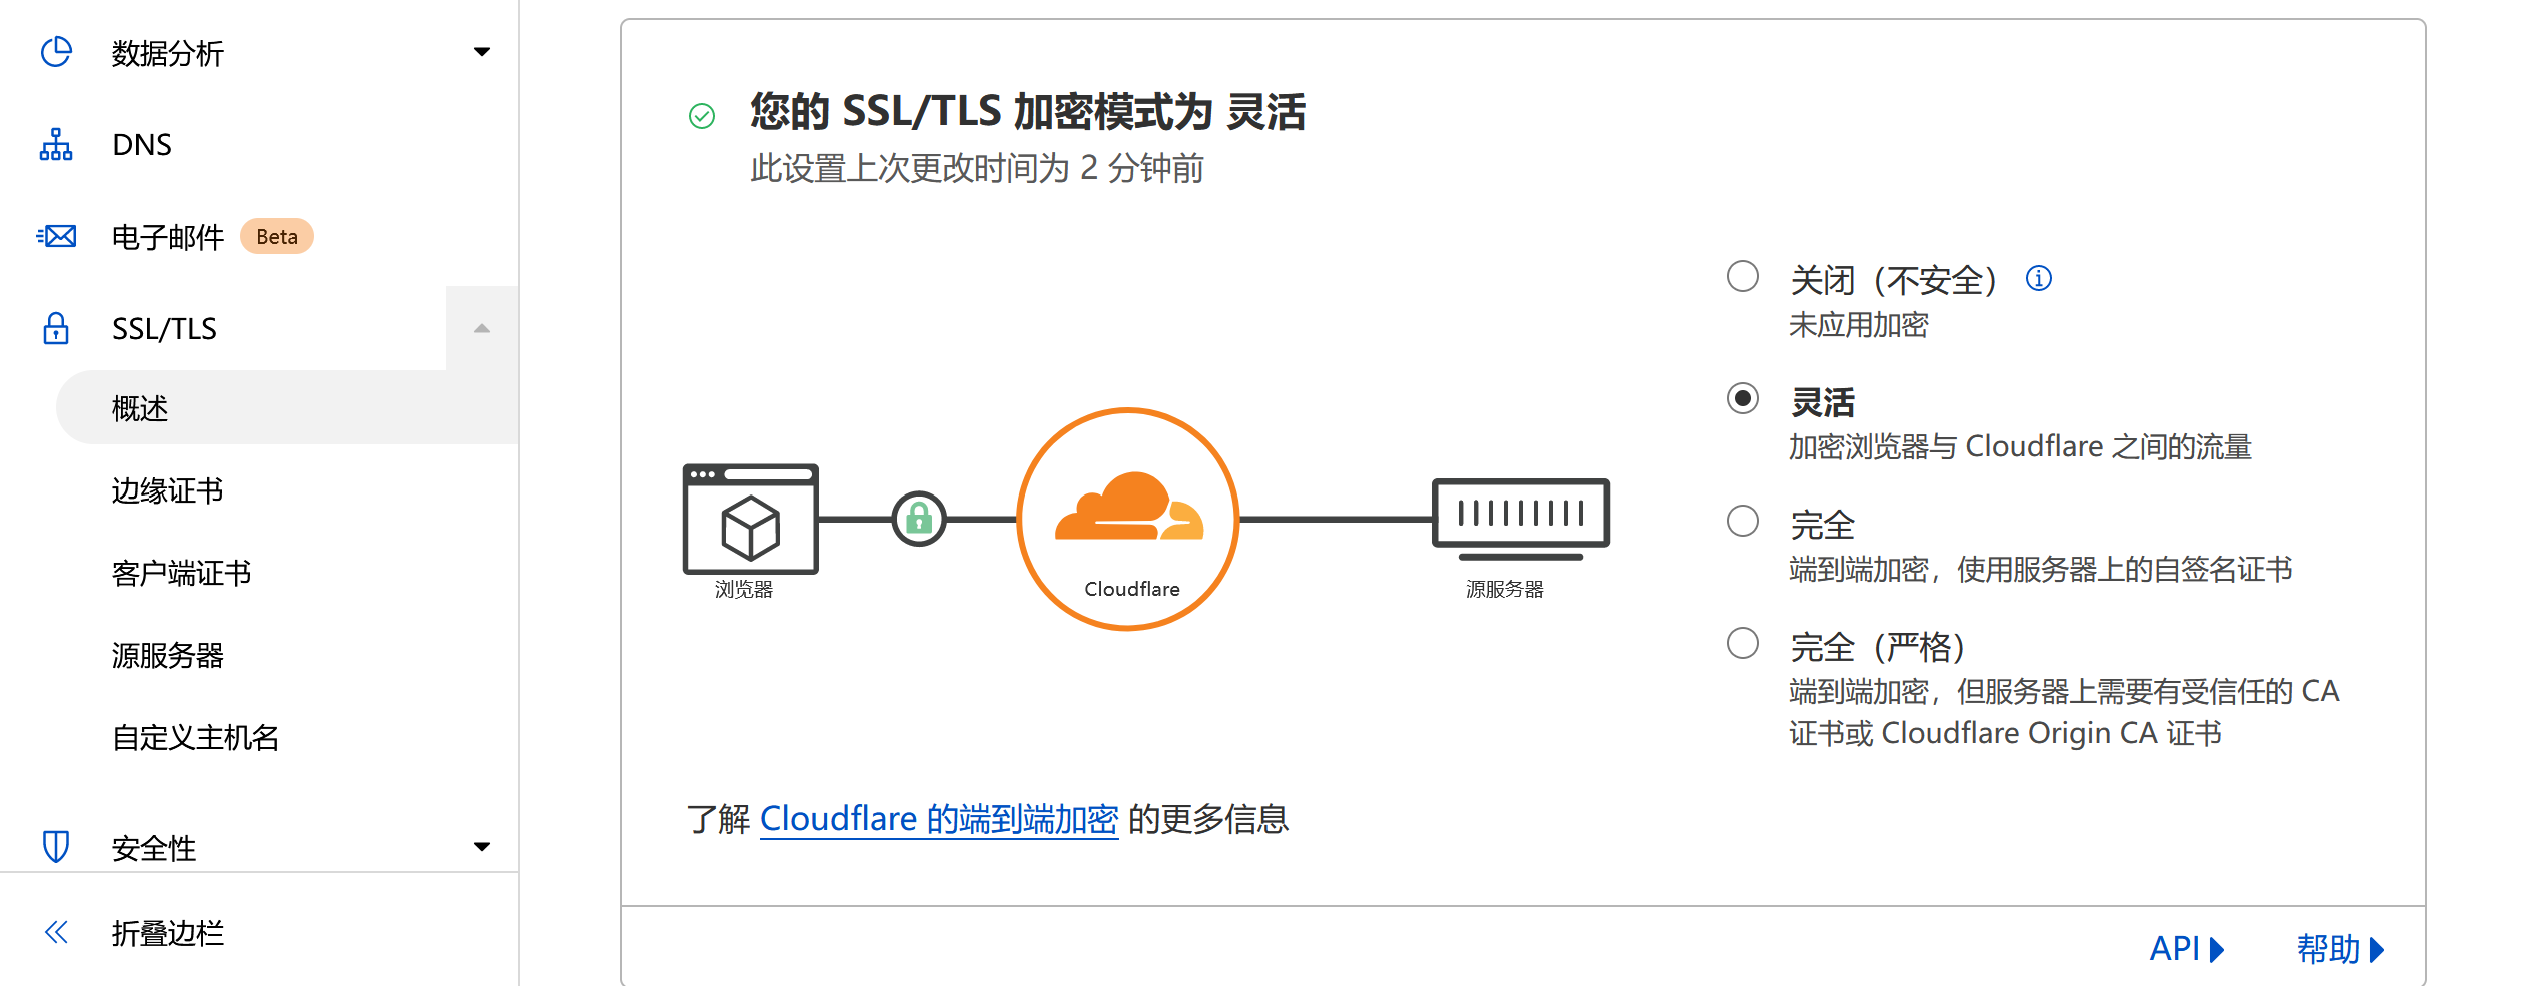 数据分析
DNS
电子邮件 Beta
SSL/TLS
概述
边缘证书
客户端证书
源服务器
自定义主机名
安全性
折叠边栏
您的 SSL/TLS 加密模式为 灵活
此设置上次更改时间为 2 分钟前
浏览器
Cloudflare
源服务器
关闭（不安全）
未应用加密
灵活
加密浏览器与 Cloudflare 之间的流量
完全
端到端加密，使用服务器上的自签名证书
完全（严格）
端到端加密，但服务器上需要有受信任的 CA
证书或 Cloudflare Origin CA 证书
了解 Cloudflare 的端到端加密 的更多信息
API
帮助